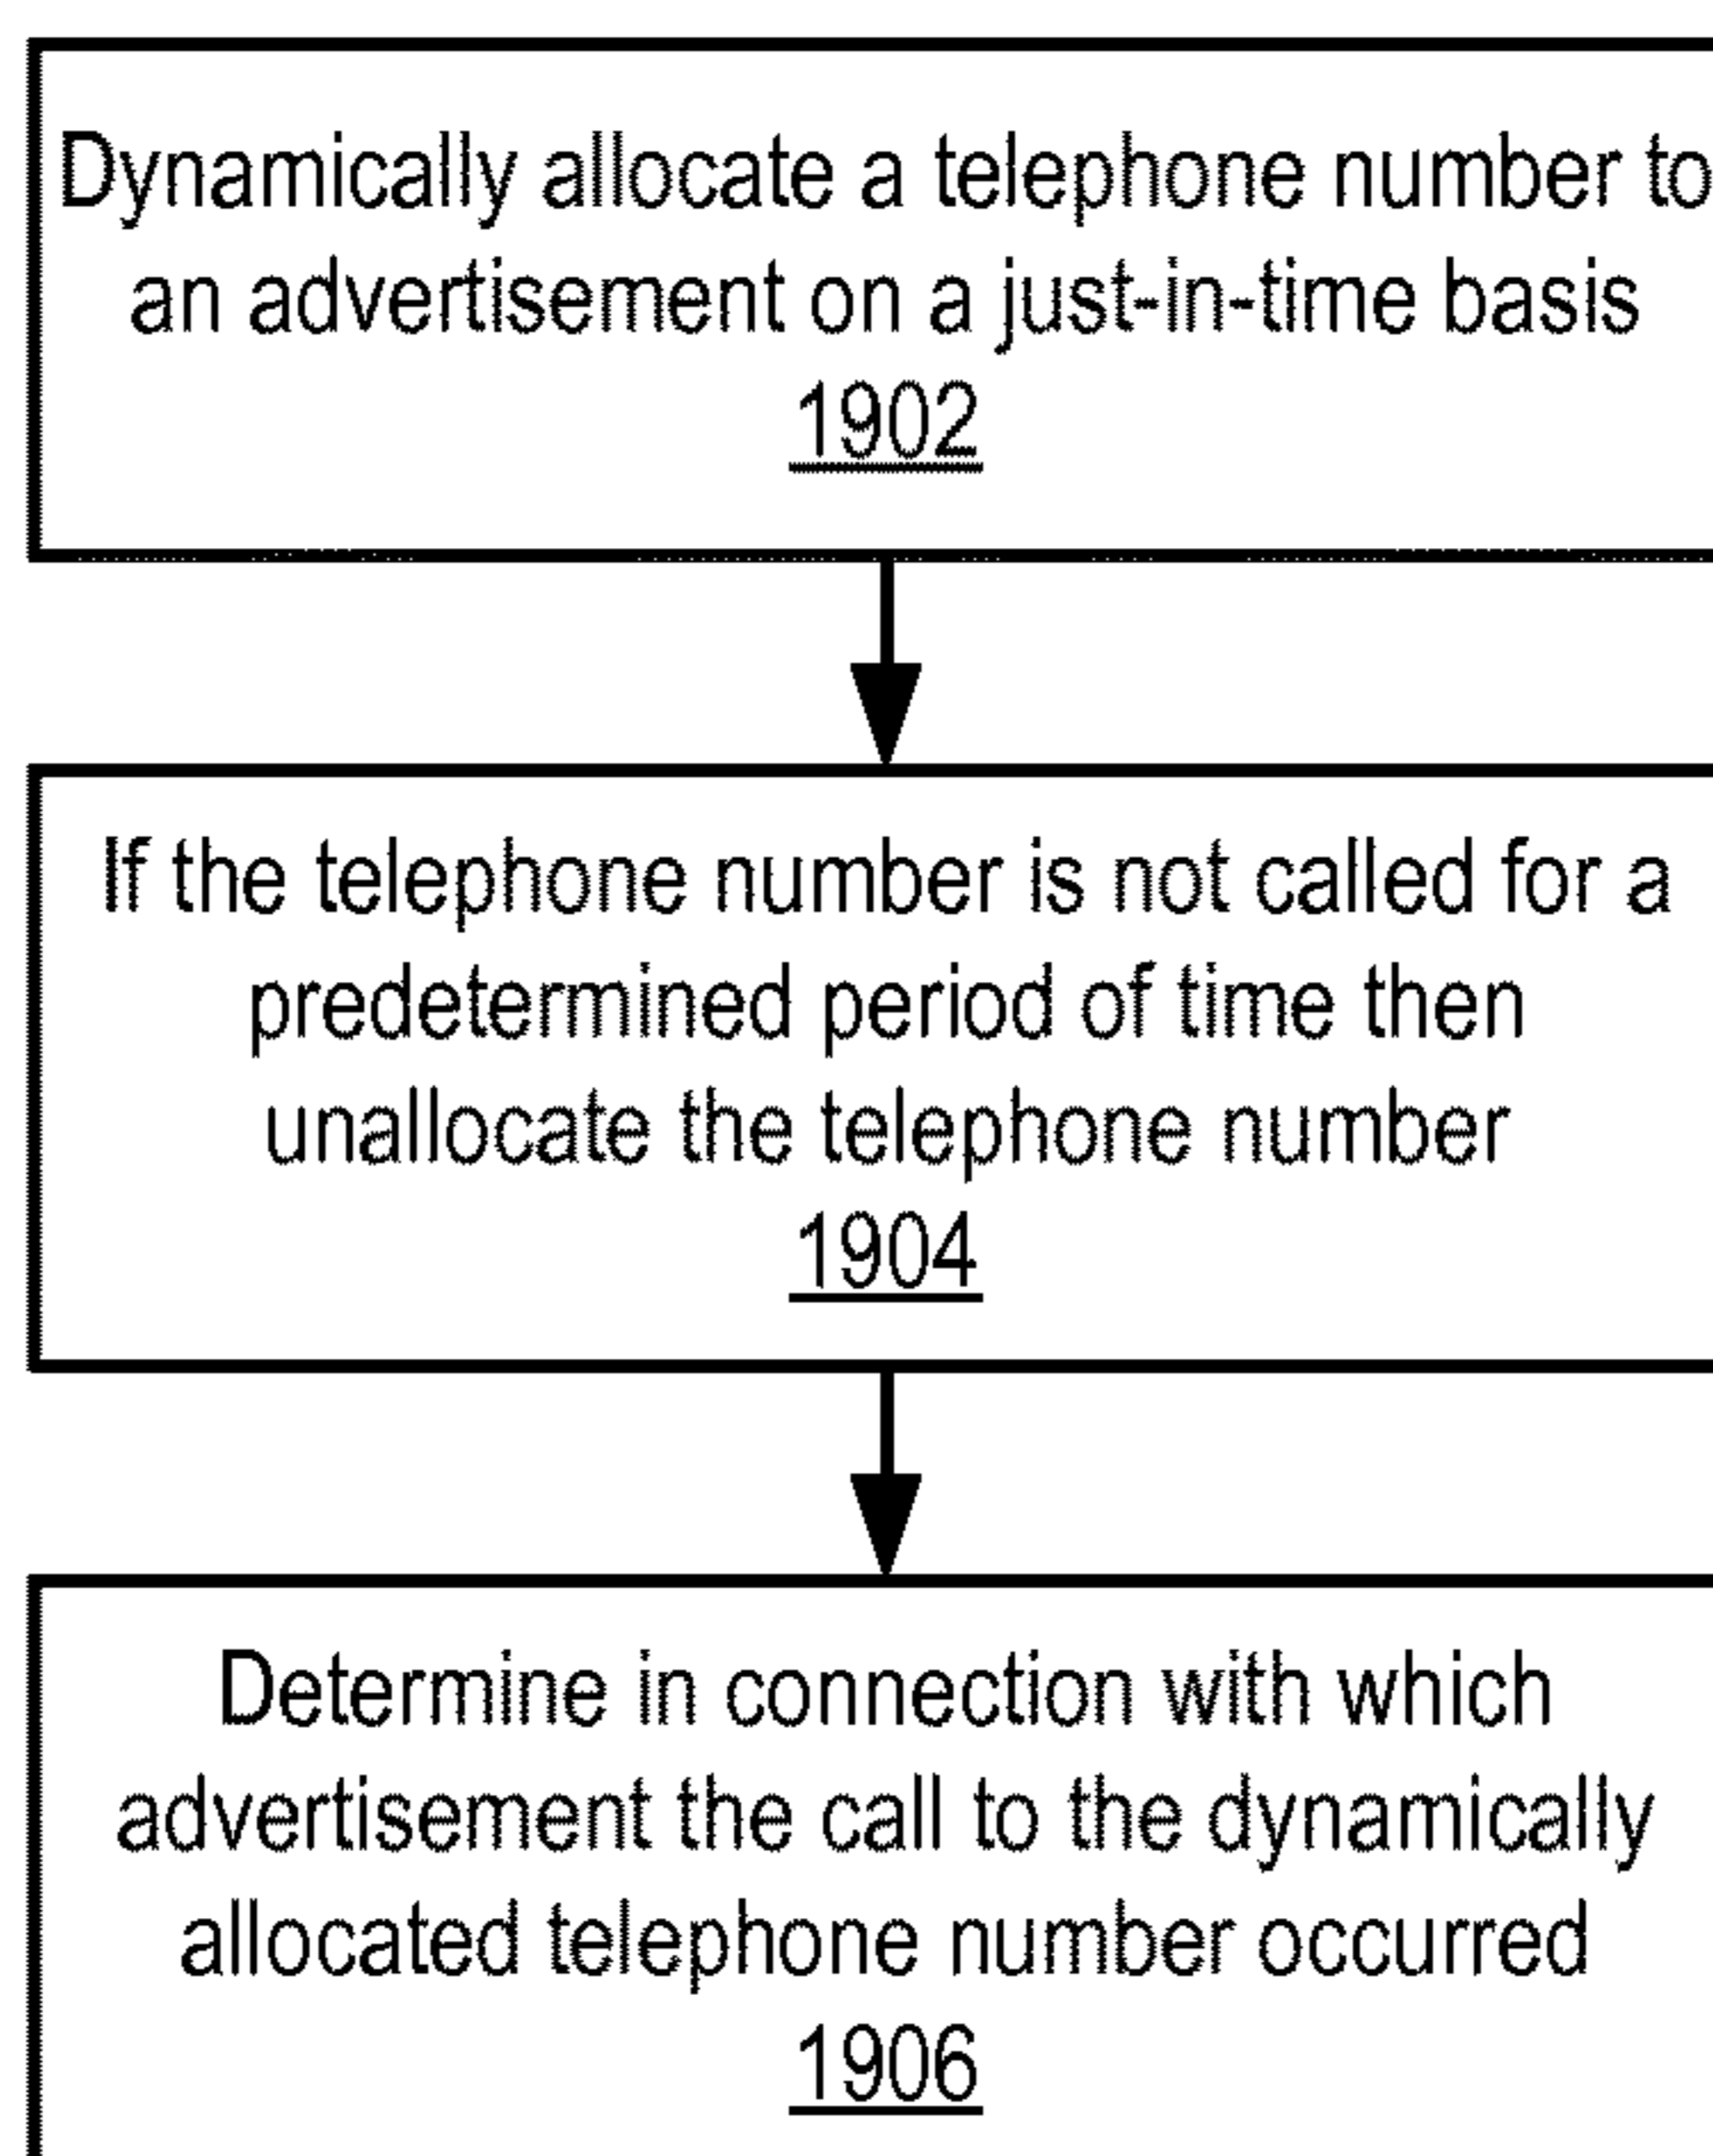 Dynamically allocate a telephone number to
an advertisement on a just-in-time basis
1902
If the telephone number is not called for a
predetermined period of time then
unallocate the telephone number
1904
Determine in connection with which
advertisement the call to the dynamically
allocated telephone number occurred
1906